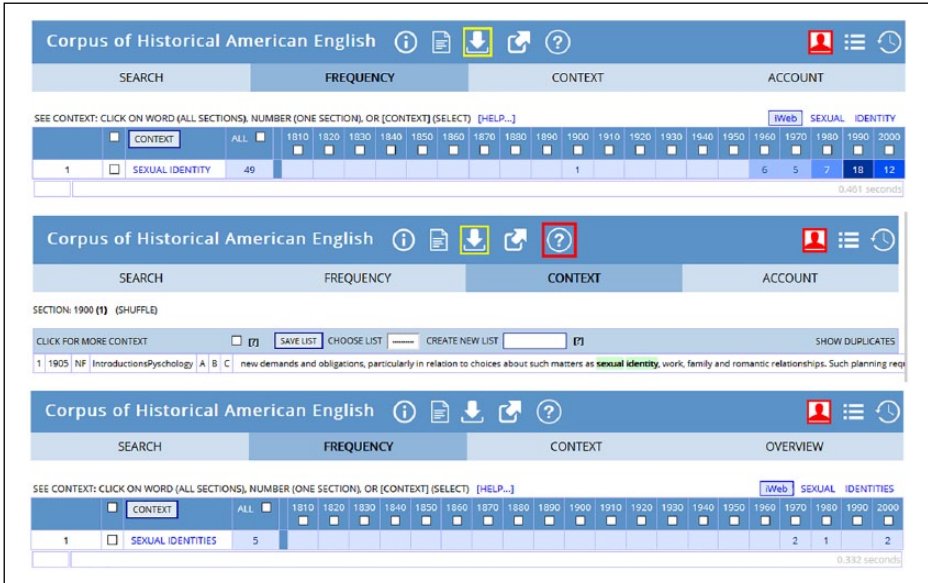 Corpus of Historical American English
SEARCH FREQUENCY CONTEXT ACCOUNT
SEE CONTEXT: CLICK ON WORD (ALL SECTIONS), NUMBER (ONE SECTION), OR [CONTEXT] (SELECT) [HELP...] iWeb SEXUAL IDENTITY
CONTEXT ALL 1810 1820 1830 1840 1850 1860 1870 1880 1890 1900 1910 1920 1930 1940 1950 1960 1970 1980 1990 2000
1 SEXUAL IDENTITY 49 1 6 5 7 18 12
0.461 seconds
Corpus of Historical American English
SEARCH FREQUENCY CONTEXT ACCOUNT
SECTION: 1900 (1) (SHUFFLE)
CLICK FOR MORE CONTEXT [?] SAVE LIST CHOOSE LIST ---------- CREATE NEW LIST [?] SHOW DUPLICATES
1 1905 NF IntroductionsPyschology A B C new demands and obligations, particularly in relation to choices about such matters as sexual identity, work, family and romantic relationships. Such planning requ
Corpus of Historical American English
SEARCH FREQUENCY CONTEXT OVERVIEW
SEE CONTEXT: CLICK ON WORD (ALL SECTIONS), NUMBER (ONE SECTION), OR [CONTEXT] (SELECT) [HELP...] iWeb SEXUAL IDENTITIES
CONTEXT ALL 1810 1820 1830 1840 1850 1860 1870 1880 1890 1900 1910 1920 1930 1940 1950 1960 1970 1980 1990 2000
1 SEXUAL IDENTITIES 5 2 1 2
0.332 seconds